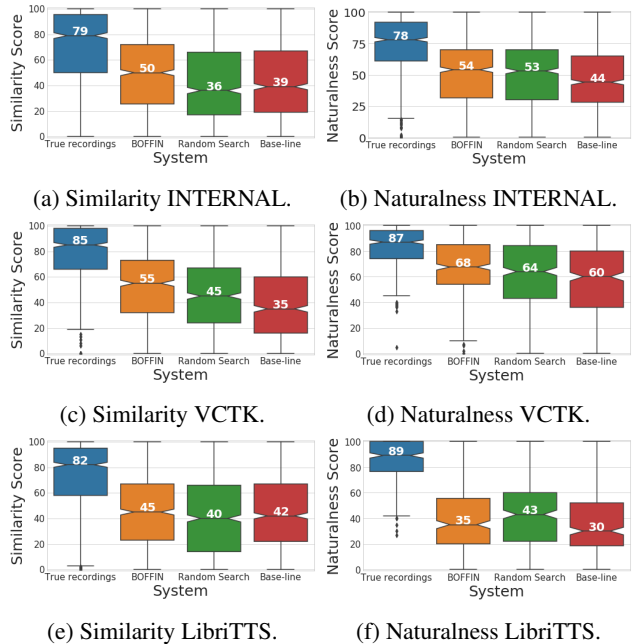 Similarity Score
100
80
60
40
20
0
79
50
36
39
True recordings BOFFIN Random Search Base-line
System
(a) Similarity INTERNAL.
Naturalness Score
100
75
50
25
0
78
54
53
44
True recordings BOFFIN Random Search Base-line
System
(b) Naturalness INTERNAL.
Similarity Score
100
80
60
40
20
0
85
55
45
35
True recordings BOFFIN Random Search Base-line
System
(c) Similarity VCTK.
Naturalness Score
100
80
60
40
20
0
87
68
64
60
True recordings BOFFIN Random Search Base-line
System
(d) Naturalness VCTK.
Similarity Score
100
80
60
40
20
0
82
45
40
42
True recordings BOFFIN Random Search Base-line
System
(e) Similarity LibriTTS.
Naturalness Score
100
80
60
40
20
0
89
35
43
30
True recordings BOFFIN Random Search Base-line
System
(f) Naturalness LibriTTS.